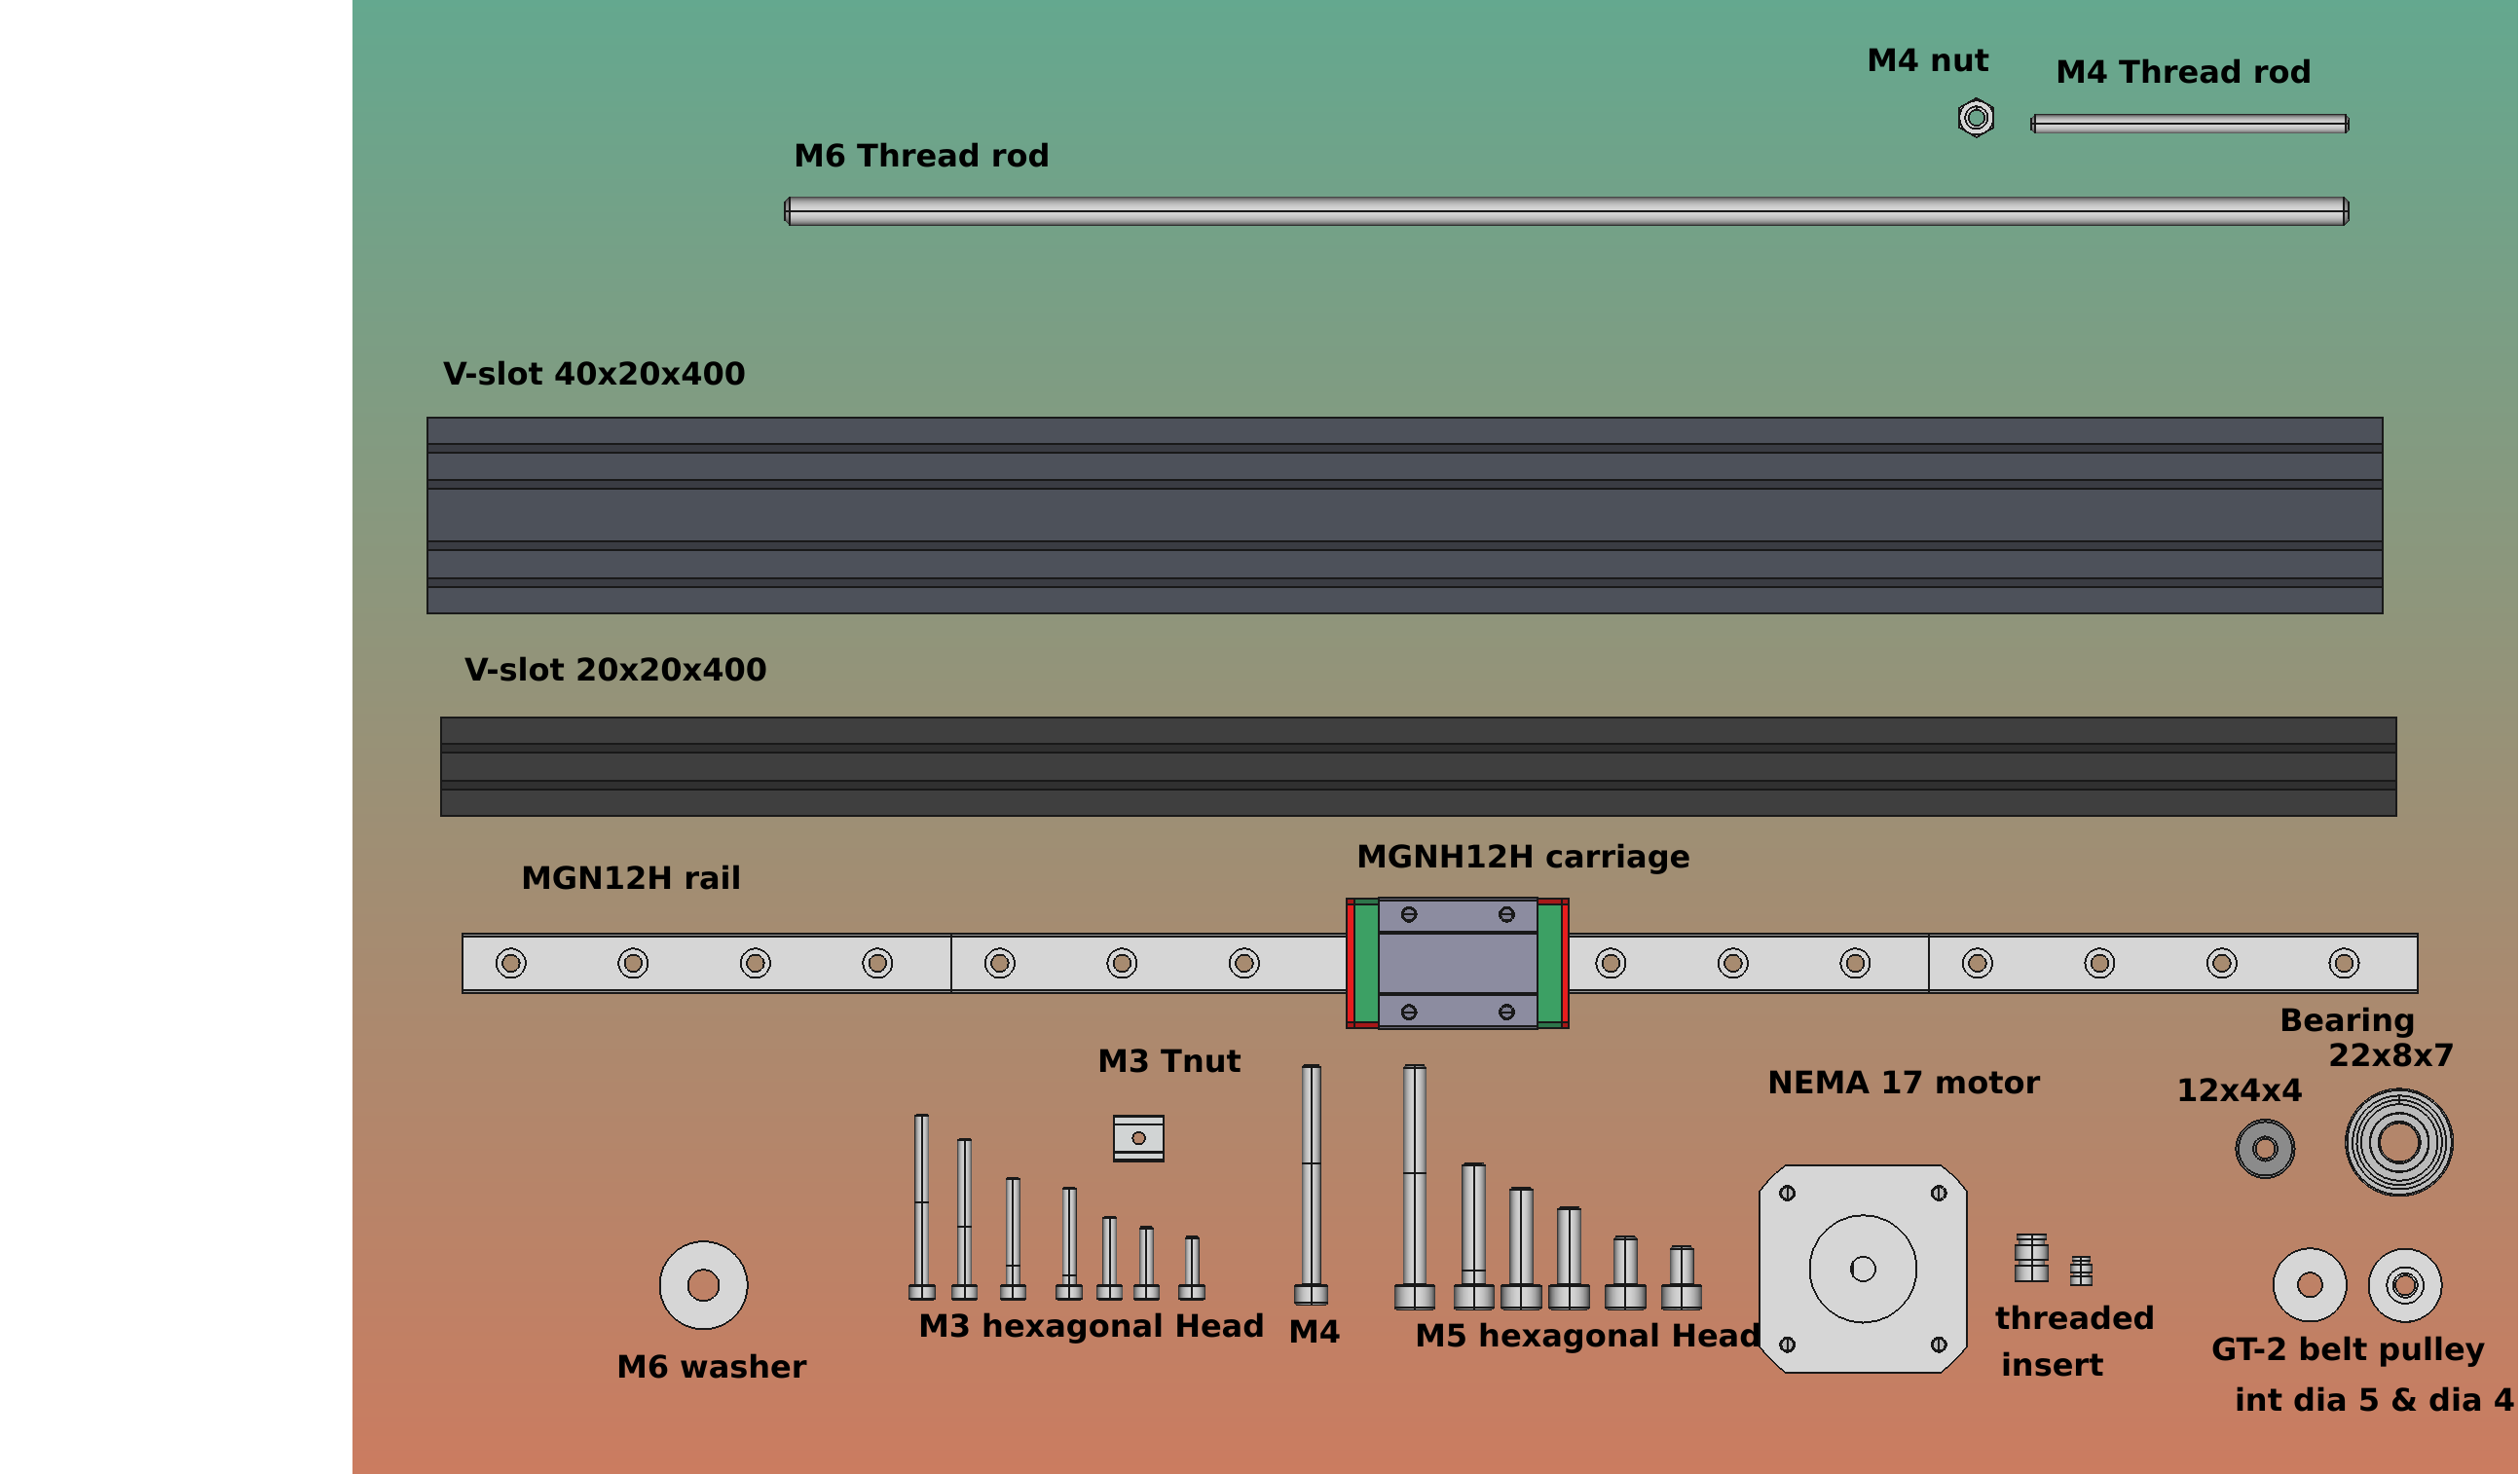 M4 nut
M4 Thread rod
M6 Thread rod
V-slot 40x20x400
V-slot 20x20x400
MGNH12H carriage
MGN12H rail
Bearing
22x8x7
12x4x4
M3 Tnut
NEMA 17 motor
M3 hexagonal Head
M4
M5 hexagonal Head
threaded
insert
GT-2 belt pulley
int dia 5 & dia 4
M6 washer